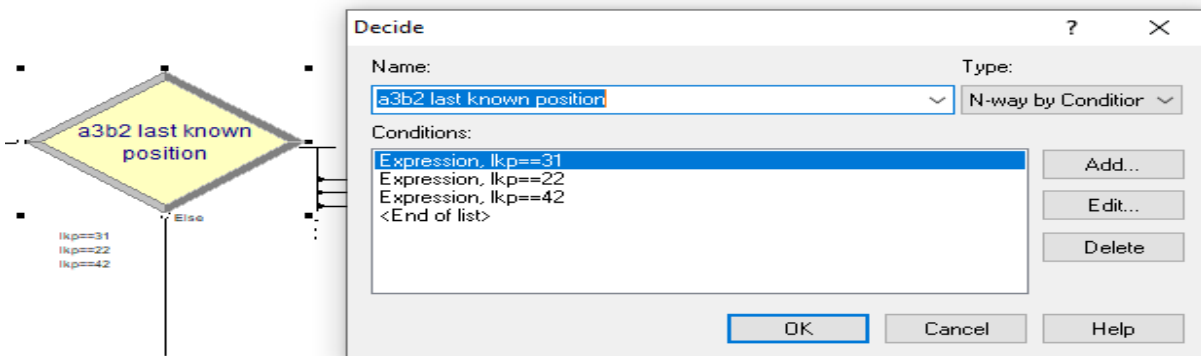 Decide
?
Name:
Type:
a3b2 last known position
N-way by Condition
Conditions:
Expression, lkp==31
Expression, lkp==22
Expression, lkp==42
<End of list>
Add...
Edit...
Delete
OK
Cancel
Help
a3b2 last known
position
Else
lkp==31
lkp==22
lkp==42